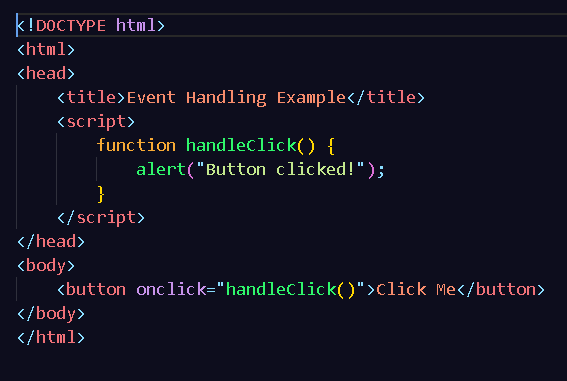 <!DOCTYPE html>
<html>
<head>
    <title>Event Handling Example</title>
    <script>
        function handleClick() {
            alert("Button clicked!");
        }
    </script>
</head>
<body>
    <button onclick="handleClick()">Click Me</button>
</body>
</html>